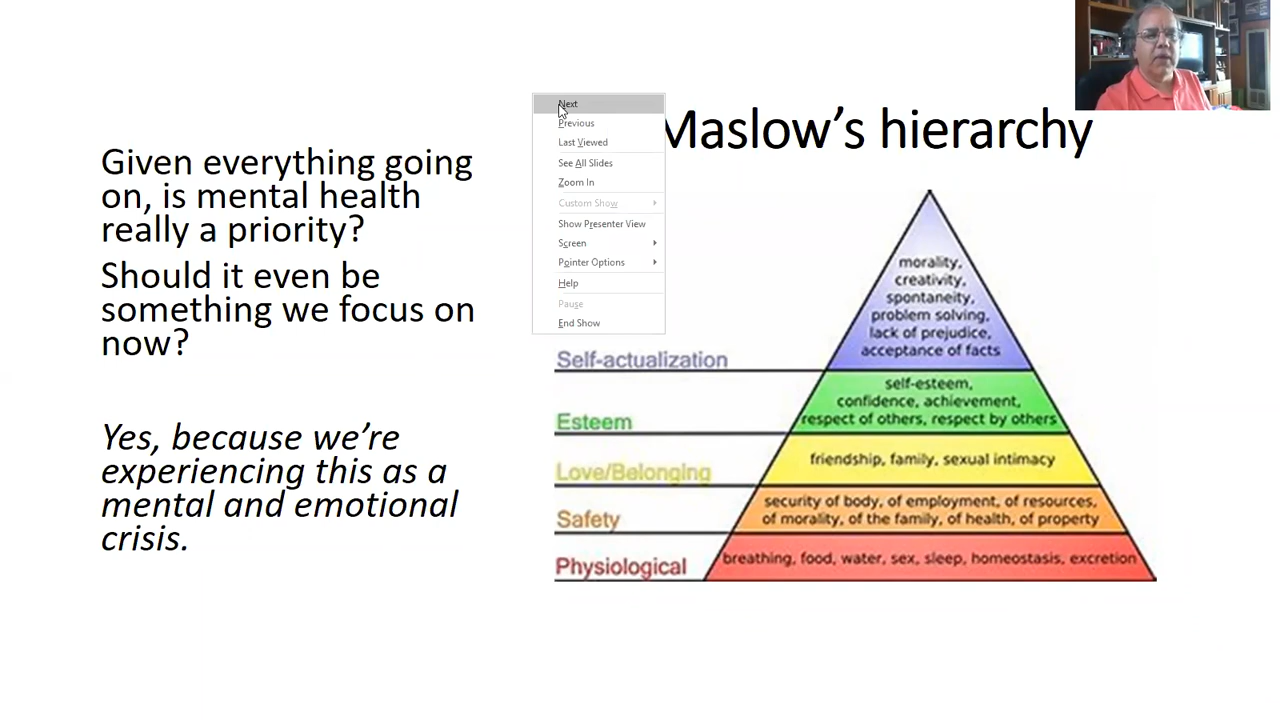 Given everything going
on, is mental health
really a priority?
Should it even be
something we focus on
now?
Yes, because we're
experiencing this as a
mental and emotional
crisis.
Next
Previous
Last Viewed
See All Slides
Zoom In
Custom Show
Show Presenter View
Screen
Pointer Options
Help
Pause
End Show
Maslow's hierarchy
morality,
creativity,
spontaneity,
problem solving,
lack of prejudice,
acceptance of facts
Self-actualization
self-esteem,
confidence, achievement,
respect of others, respect by others
Esteem
friendship, family, sexual intimacy
Love/Belonging
security of body, of employment, of resources,
of morality, of the family, of health, of property
Safety
breathing, food, water, sex, sleep, homeostasis, excretion
Physiological